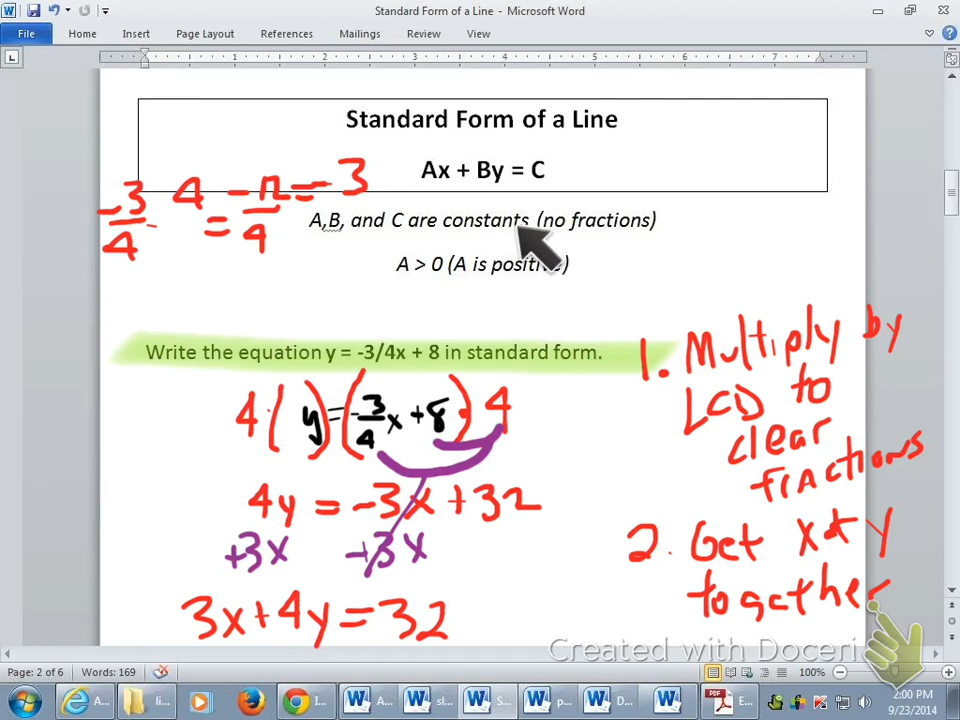 Standard Form of a Line - Microsoft Word
File Home Insert Page Layout References Mailings Review View
Standard Form of a Line
Ax + By = C
-3/4 · 4 = -12/4 = -3
A,B, and C are constants (no fractions)
A > 0 (A is positive)
Write the equation y = -3/4x + 8 in standard form.
4·( y)=(-3/4x +8)·4
4y = -3x +32
+3x +3x
3x+4y=32
1. Multiply by
LCD to
clear
fractions
2. Get x + y
together
Created with Doceri
Page: 2 of 6 Words: 169 100%
A... li... I... A... sl... S... p... D... E...
2:00 PM
9/23/2014